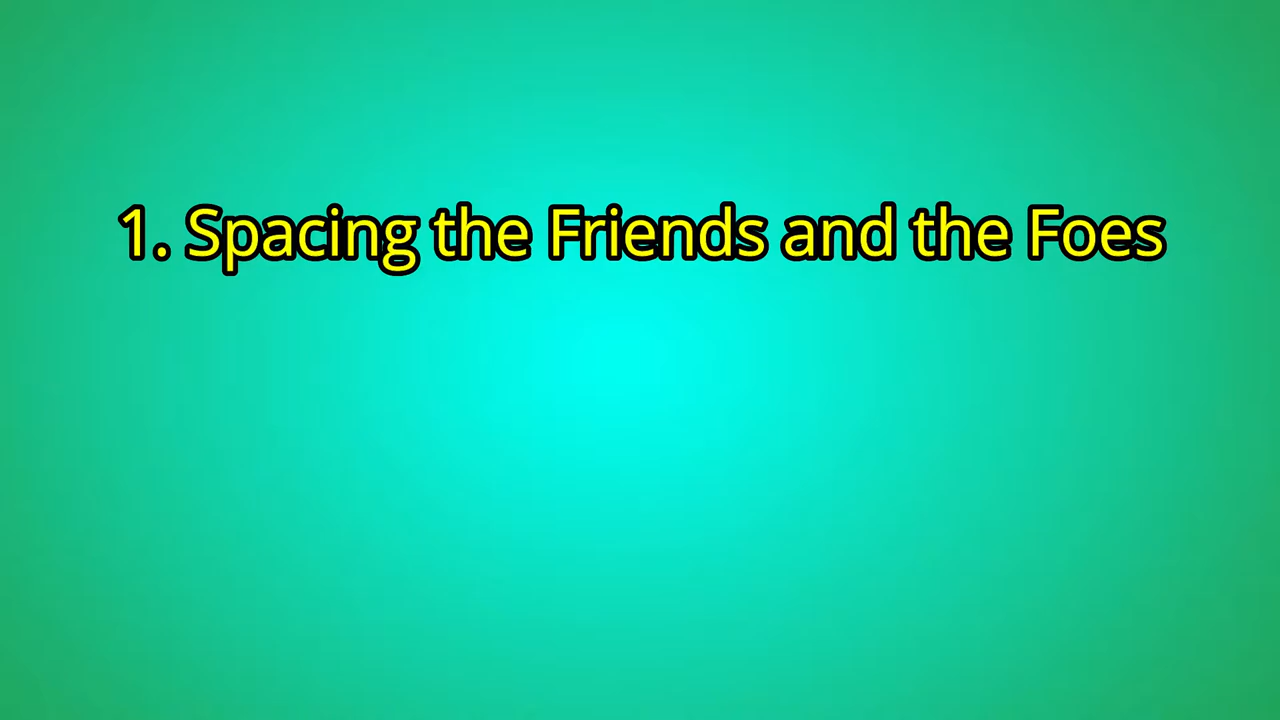 1. Spacing the Friends and the Foes